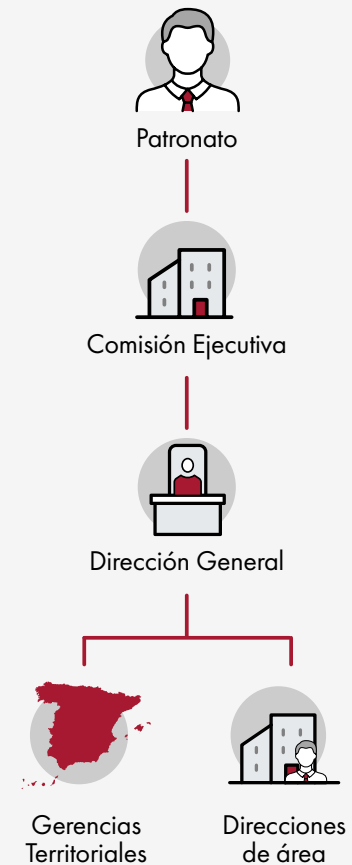 Patronato
Comisión Ejecutiva
Dirección General
Gerencias
Territoriales
Direcciones
de área